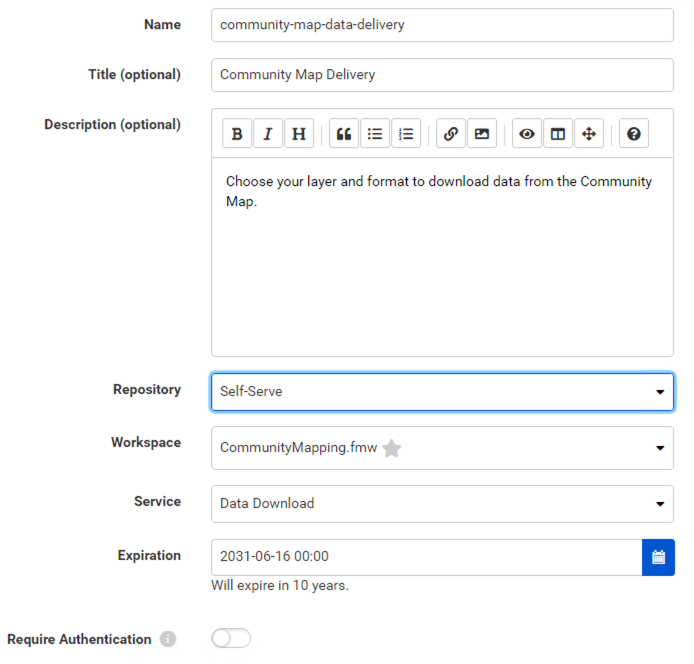 Name
community-map-data-delivery
Title (optional)
Community Map Delivery
Description (optional)
B I H
Choose your layer and format to download data from the Community
Map.
Repository
Self-Serve
Workspace
CommunityMapping.fmw
Service
Data Download
Expiration
2031-06-16 00:00
Will expire in 10 years.
Require Authentication